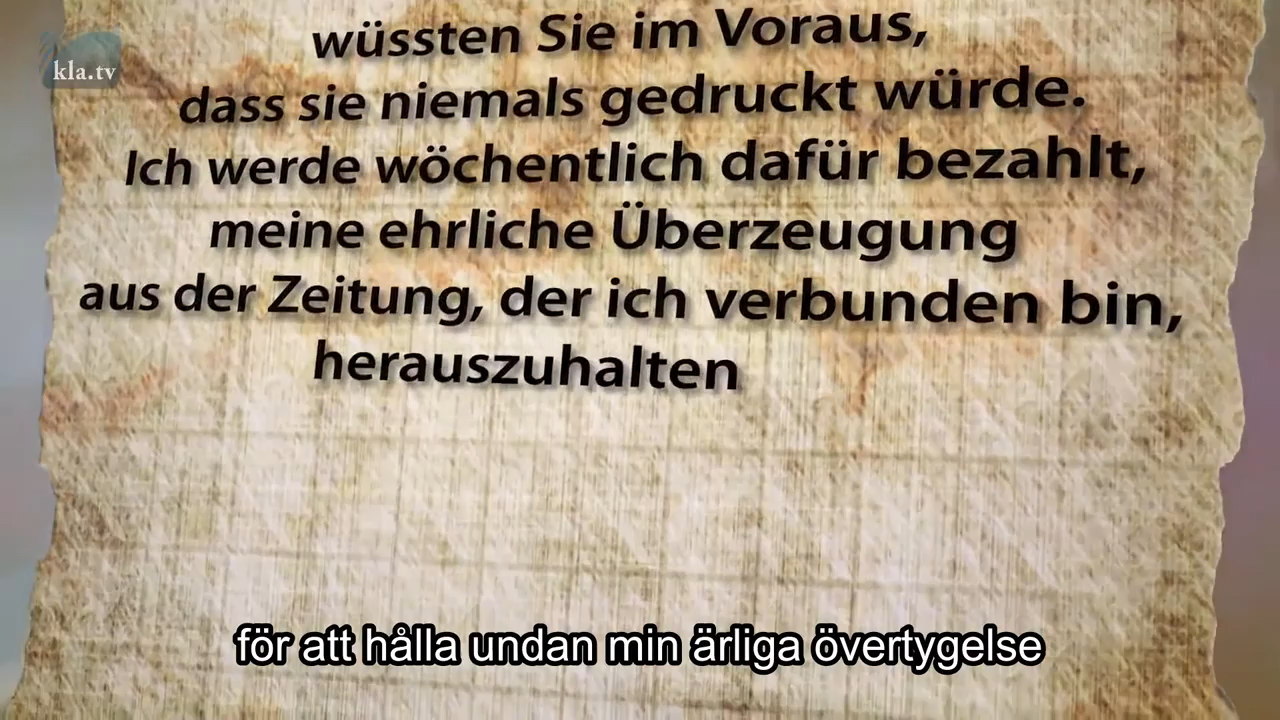 kla.tv
wüssten Sie im Voraus,
dass sie niemals gedruckt würde.
Ich werde wöchentlich dafür bezahlt,
meine ehrliche Überzeugung
aus der Zeitung, der ich verbunden bin,
herauszuhalten
för att hålla undan min ärliga övertygelse